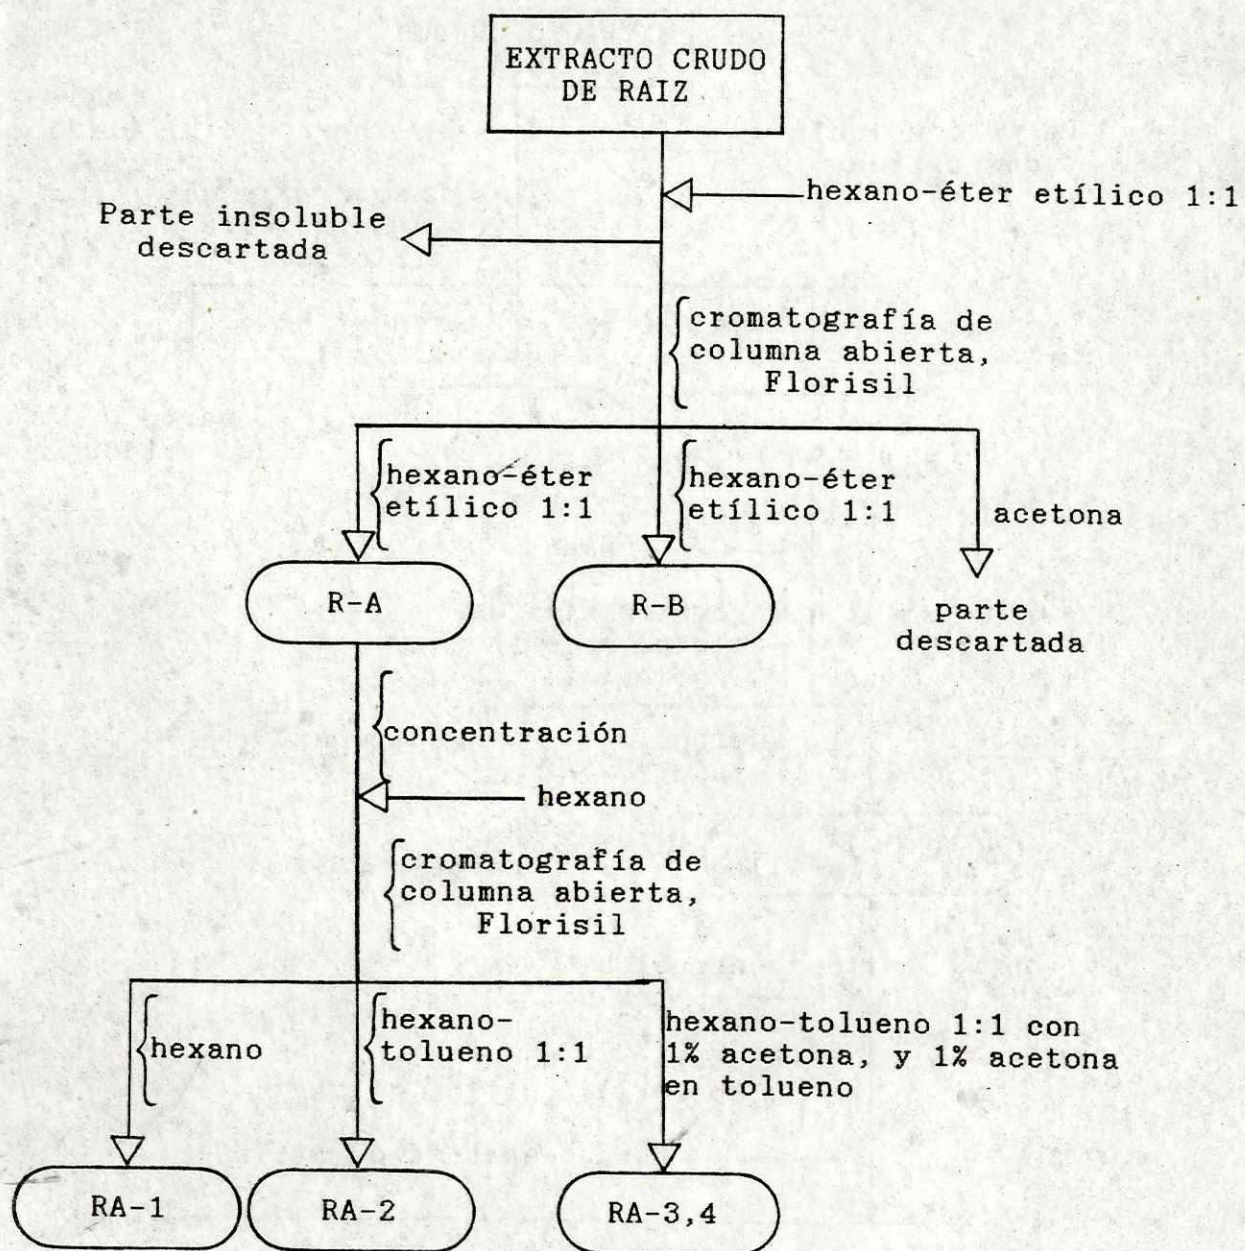 EXTRACTO CRUDO
DE RAIZ
hexano-éter etílico 1:1
Parte insoluble
descartada
cromatografía de
columna abierta,
Florisil
hexano-éter
etílico 1:1
hexano-éter
etílico 1:1
acetona
R-A
R-B
parte
descartada
concentración
hexano
cromatografía de
columna abierta,
Florisil
hexano
hexano-
tolueno 1:1
hexano-tolueno 1:1 con
1% acetona, y 1% acetona
en tolueno
RA-1
RA-2
RA-3,4